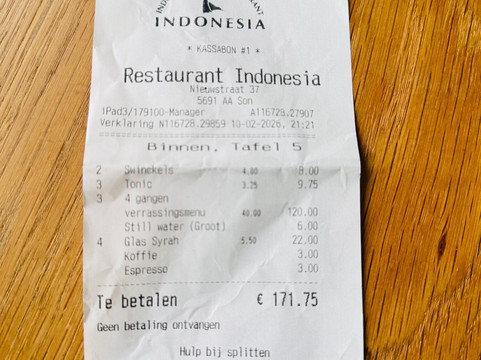 INDONESIA
* KASSABON #1 *
Restaurant Indonesia
Nieuwstraat 37
5691 AA Son
iPad3/179100-Manager A116728.27907
Verklaring N116728.29859 10-02-2026, 21:21
Binnen, Tafel 5
2 Swinckels 4.00 8.00
3 Tonic 3.25 9.75
3 4 gangen
verrassingsmenu 40.00 120.00
Still water (Groot) 6.00
4 Glas Syrah 5.50 22.00
Koffie 3.00
Espresso 3.00
Te betalen € 171.75
Geen betaling ontvangen
Hulp bij splitten